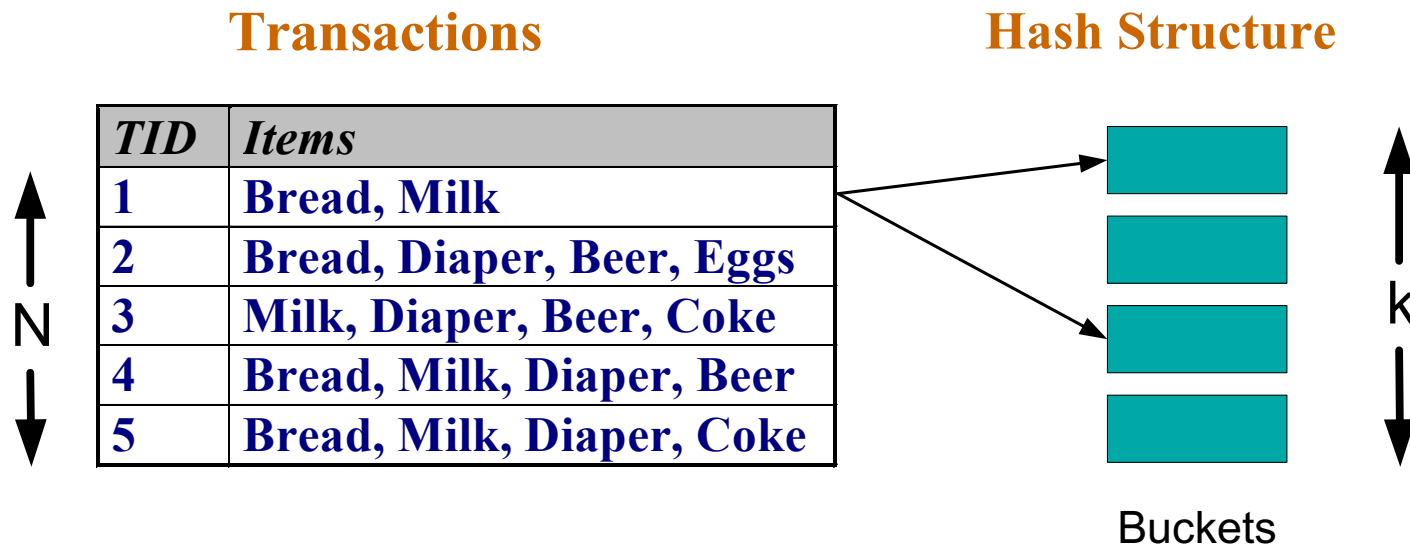 Transactions
Hash Structure
TID Items
1 Bread, Milk
2 Bread, Diaper, Beer, Eggs
3 Milk, Diaper, Beer, Coke
4 Bread, Milk, Diaper, Beer
5 Bread, Milk, Diaper, Coke
N
k
Buckets